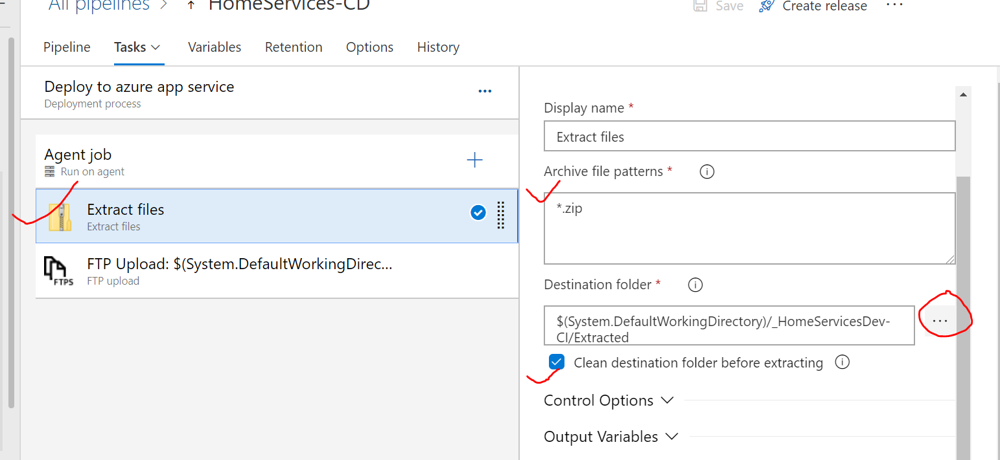 All pipelines > ↑ HomeServices-CD
Save Create release ...
Pipeline Tasks Variables Retention Options History
Deploy to azure app service
Deployment process
...
Agent job
Run on agent
Extract files
Extract files
FTP Upload: $(System.DefaultWorkingDirec...
FTP upload
FTPS
Display name *
Extract files
Archive file patterns *
*.zip
Destination folder *
$(System.DefaultWorkingDirectory)/_HomeServicesDev-
CI/Extracted
...
Clean destination folder before extracting
Control Options
Output Variables